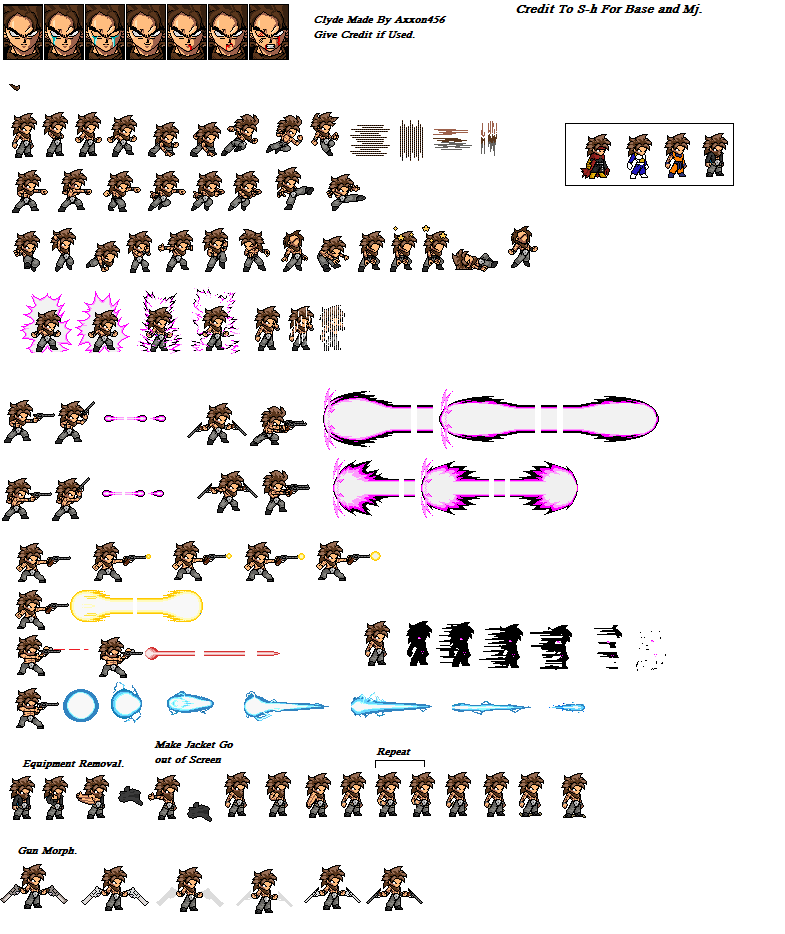 Clyde Made By Axxon456
Give Credit if Used.
Credit To S-h For Base and Mj.
Equipment Removal.
Make Jacket Go
out of Screen
Repeat
Gun Morph.